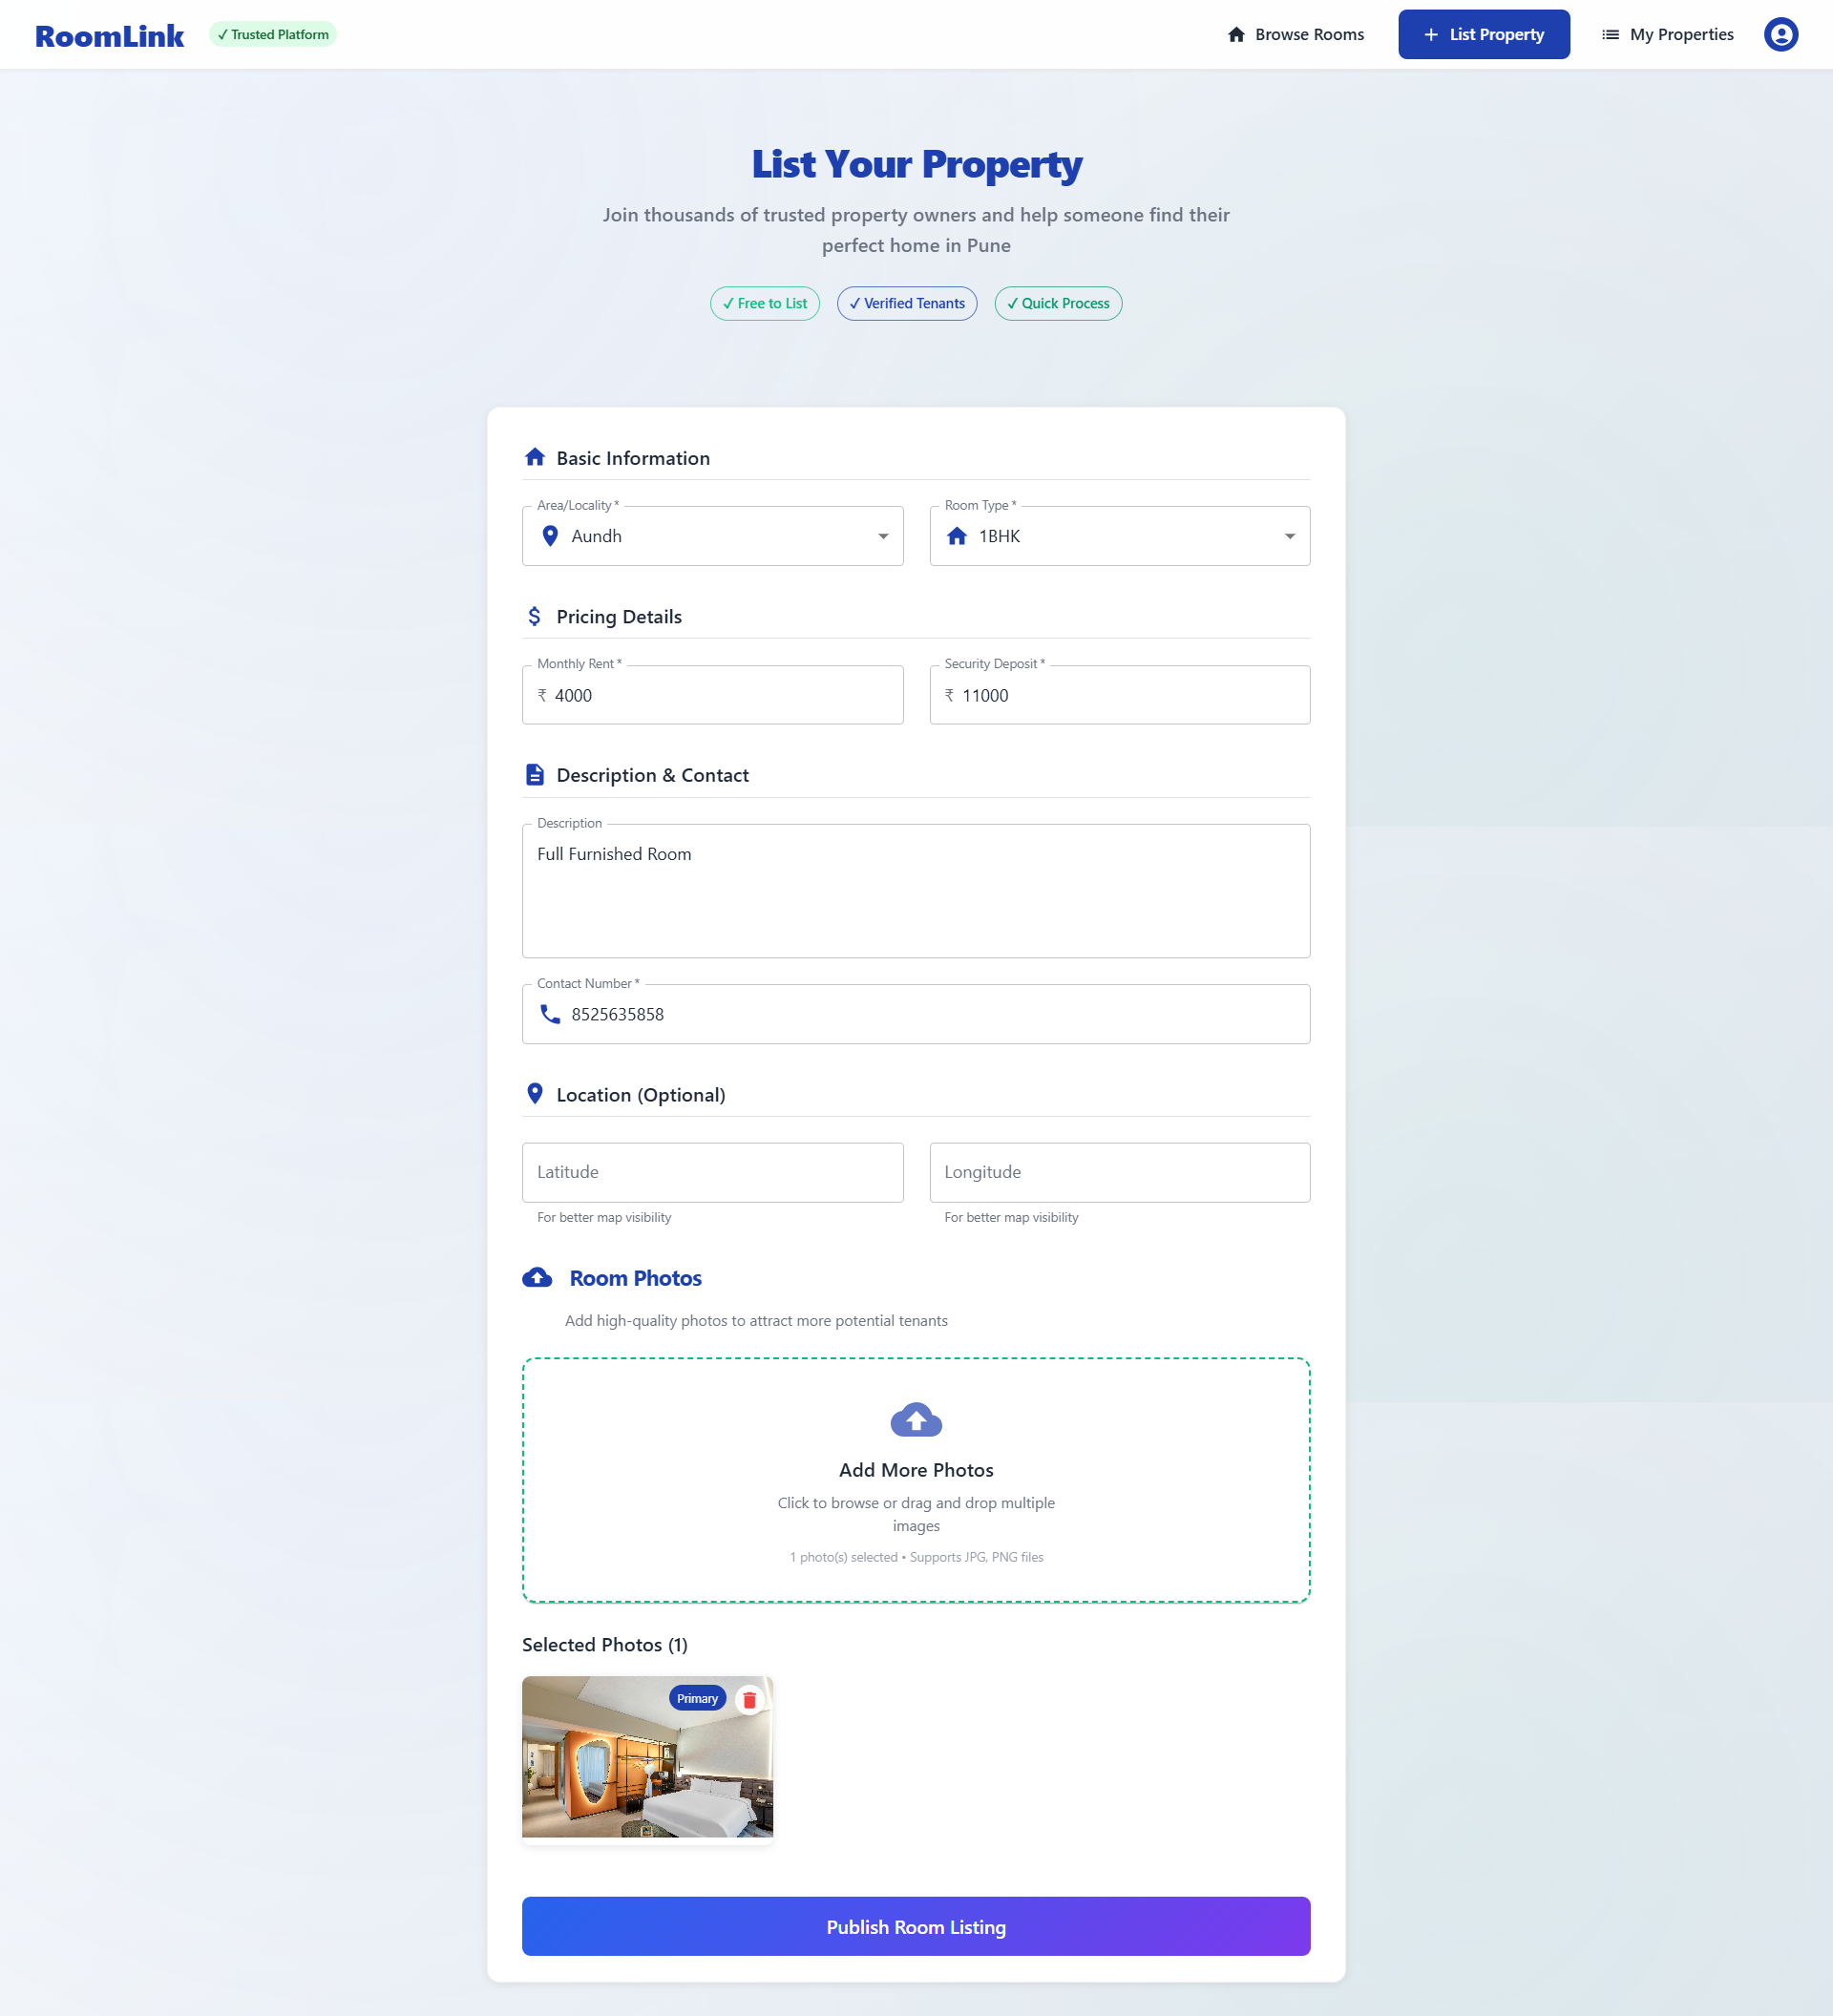 RoomLink
✓ Trusted Platform
Browse Rooms
+ List Property
My Properties
List Your Property
Join thousands of trusted property owners and help someone find their
perfect home in Pune
✓ Free to List
✓ Verified Tenants
✓ Quick Process
Basic Information
Area/Locality *
Aundh
Room Type *
1BHK
$ Pricing Details
Monthly Rent *
₹ 4000
Security Deposit *
₹ 11000
Description & Contact
Description
Full Furnished Room
Contact Number *
8525635858
Location (Optional)
Latitude
Longitude
For better map visibility
For better map visibility
Room Photos
Add high-quality photos to attract more potential tenants
Add More Photos
Click to browse or drag and drop multiple
images
1 photo(s) selected • Supports JPG, PNG files
Selected Photos (1)
Primary
Publish Room Listing